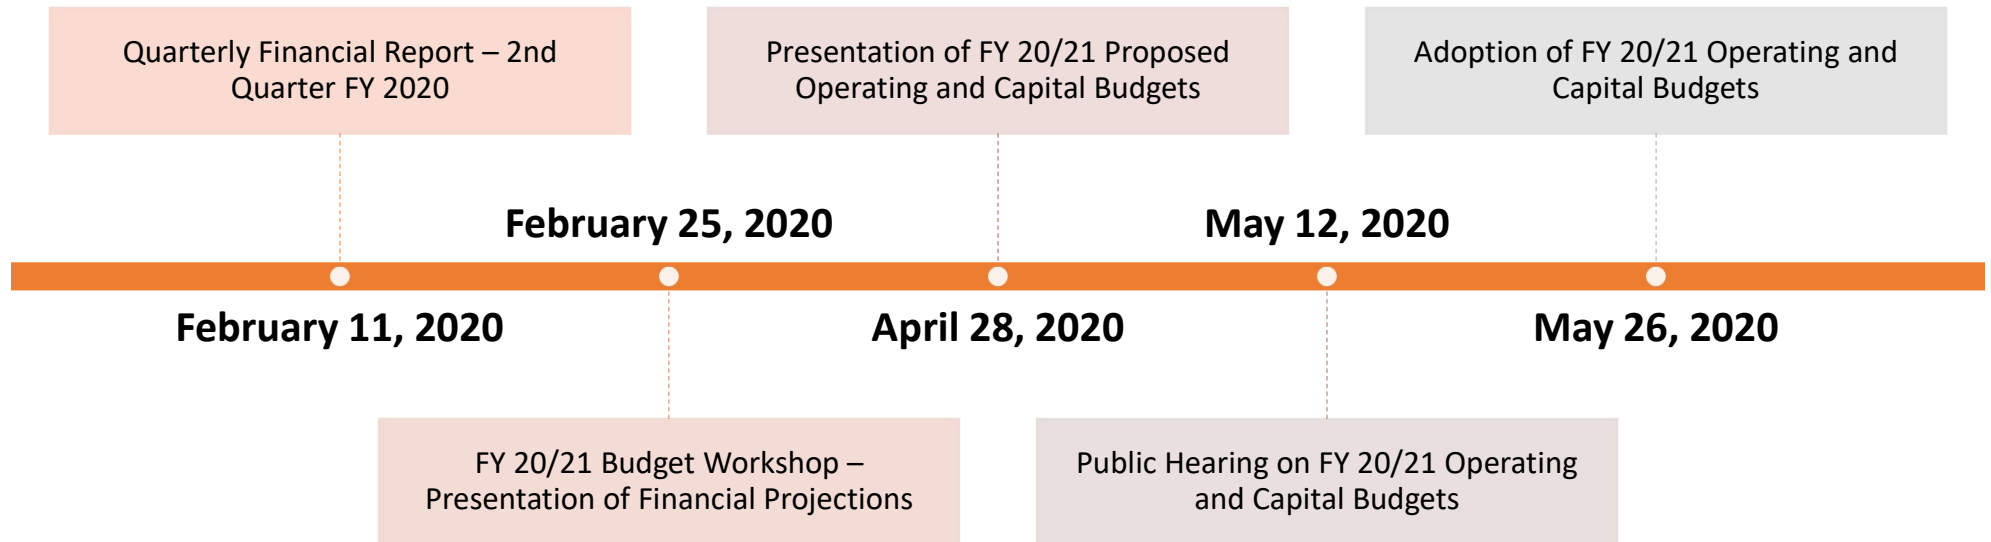 Quarterly Financial Report – 2nd
Quarter FY 2020
Presentation of FY 20/21 Proposed
Operating and Capital Budgets
Adoption of FY 20/21 Operating and
Capital Budgets
February 25, 2020
May 12, 2020
February 11, 2020
April 28, 2020
May 26, 2020
FY 20/21 Budget Workshop –
Presentation of Financial Projections
Public Hearing on FY 20/21 Operating
and Capital Budgets